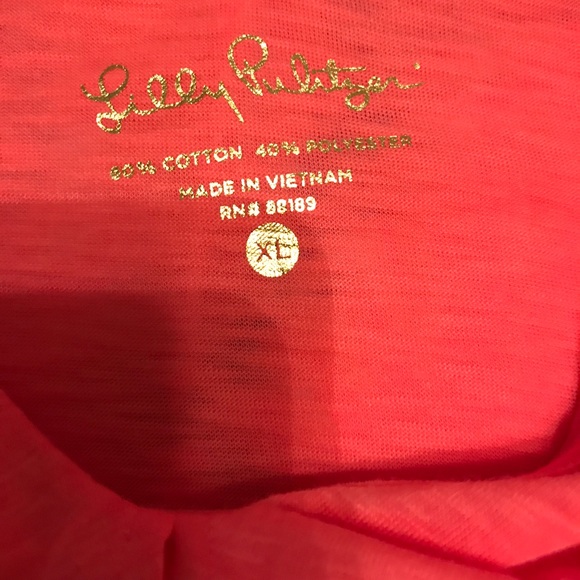 Lilly Pulitzer
60% COTTON 40% POLYESTER
MADE IN VIETNAM
RN# 88189
XL